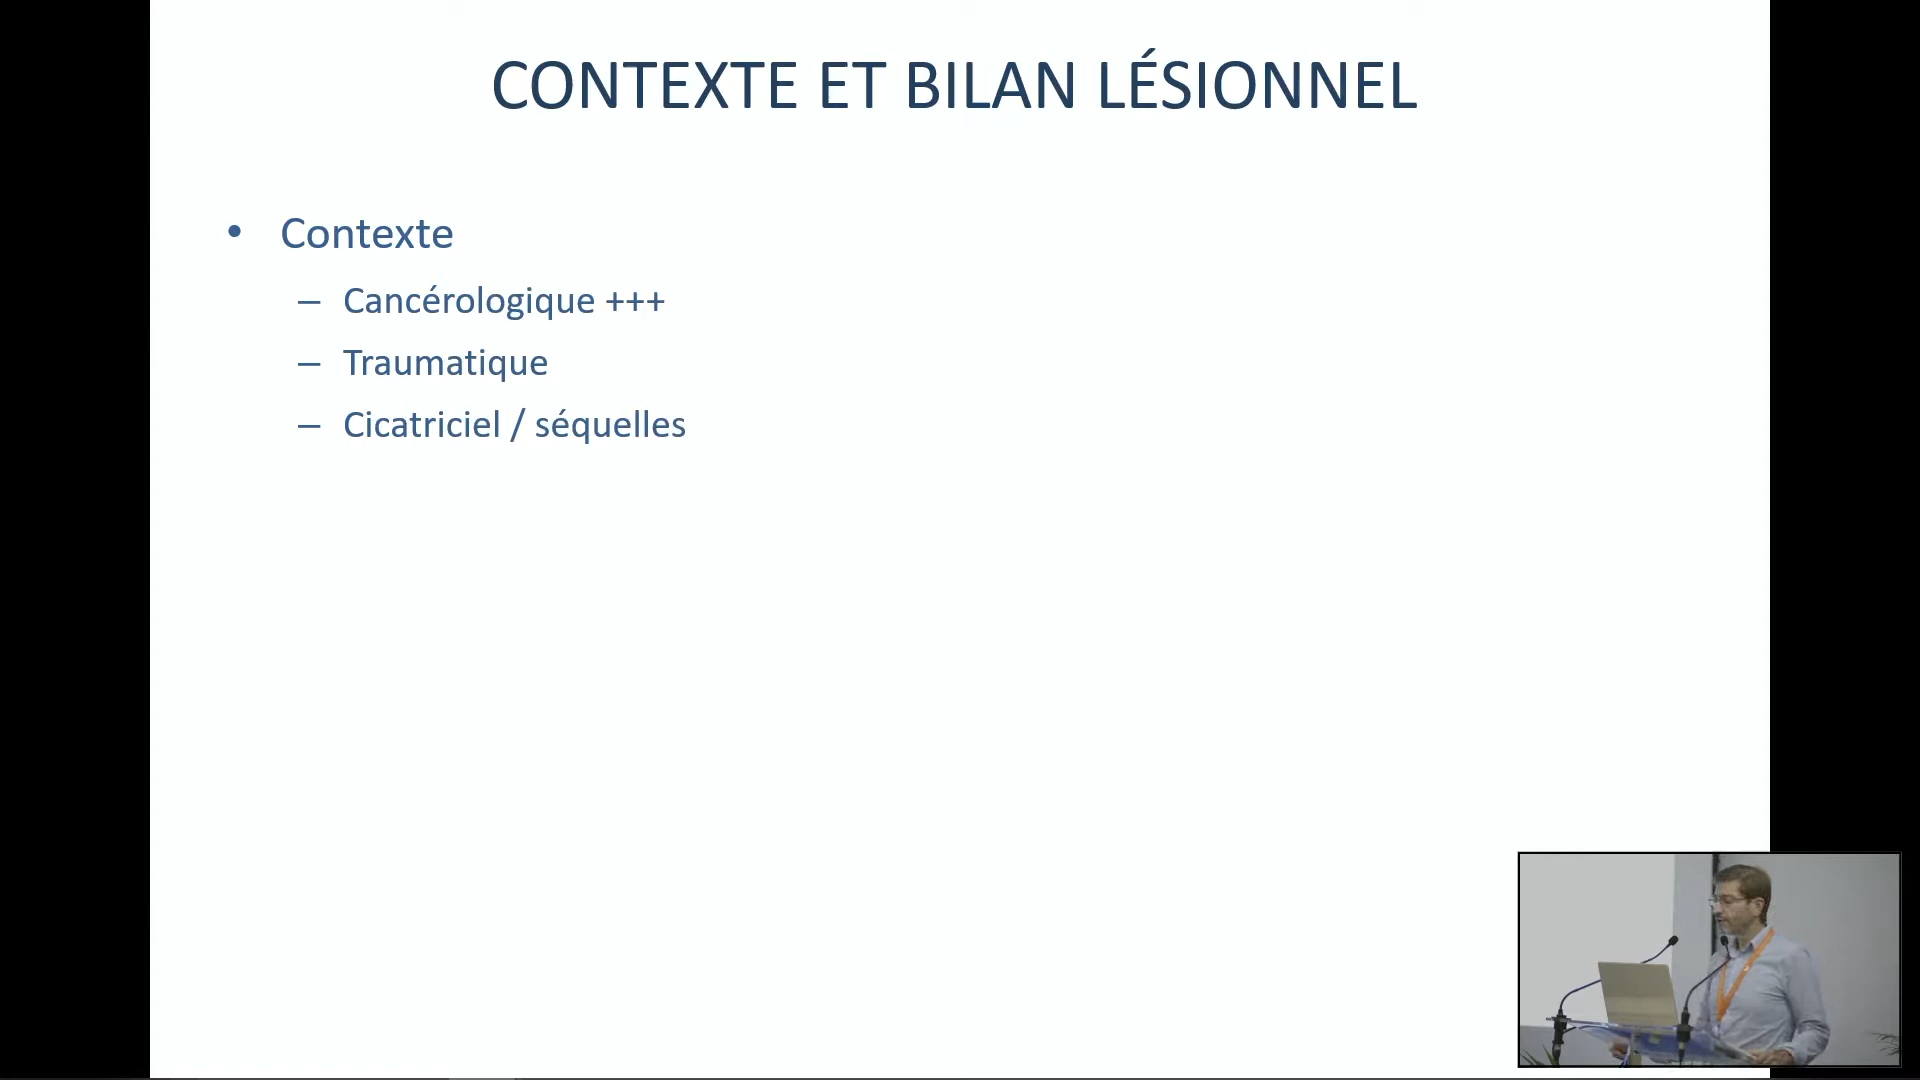 CONTEXTE ET BILAN LÉSIONNEL
• Contexte
– Cancérologique +++
– Traumatique
– Cicatriciel / séquelles